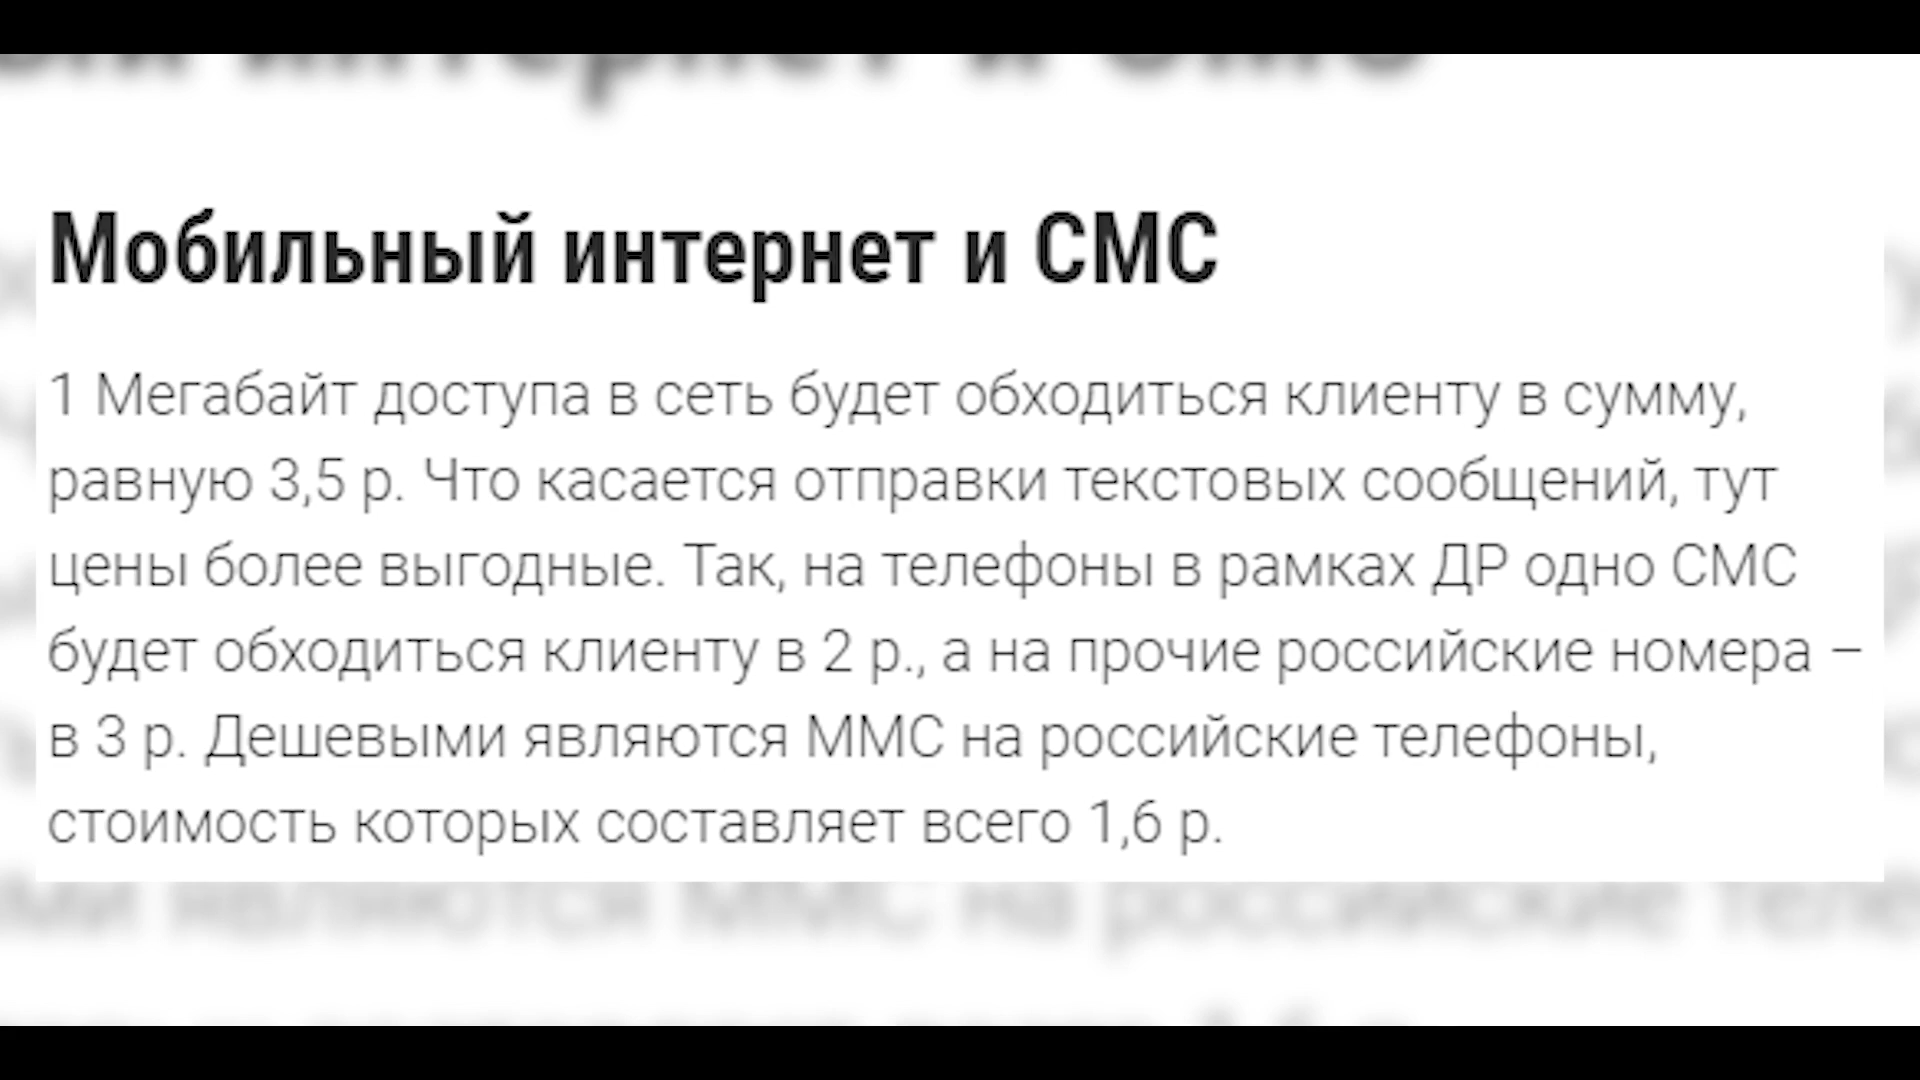 Мобильный интернет и СМС
1 Мегабайт доступа в сеть будет обходиться клиенту в сумму,
равную 3,5 р. Что касается отправки текстовых сообщений, тут
цены более выгодные. Так, на телефоны в рамках ДР одно СМС
будет обходиться клиенту в 2 р., а на прочие российские номера –
в 3 р. Дешевыми являются ММС на российские телефоны,
стоимость которых составляет всего 1,6 р.